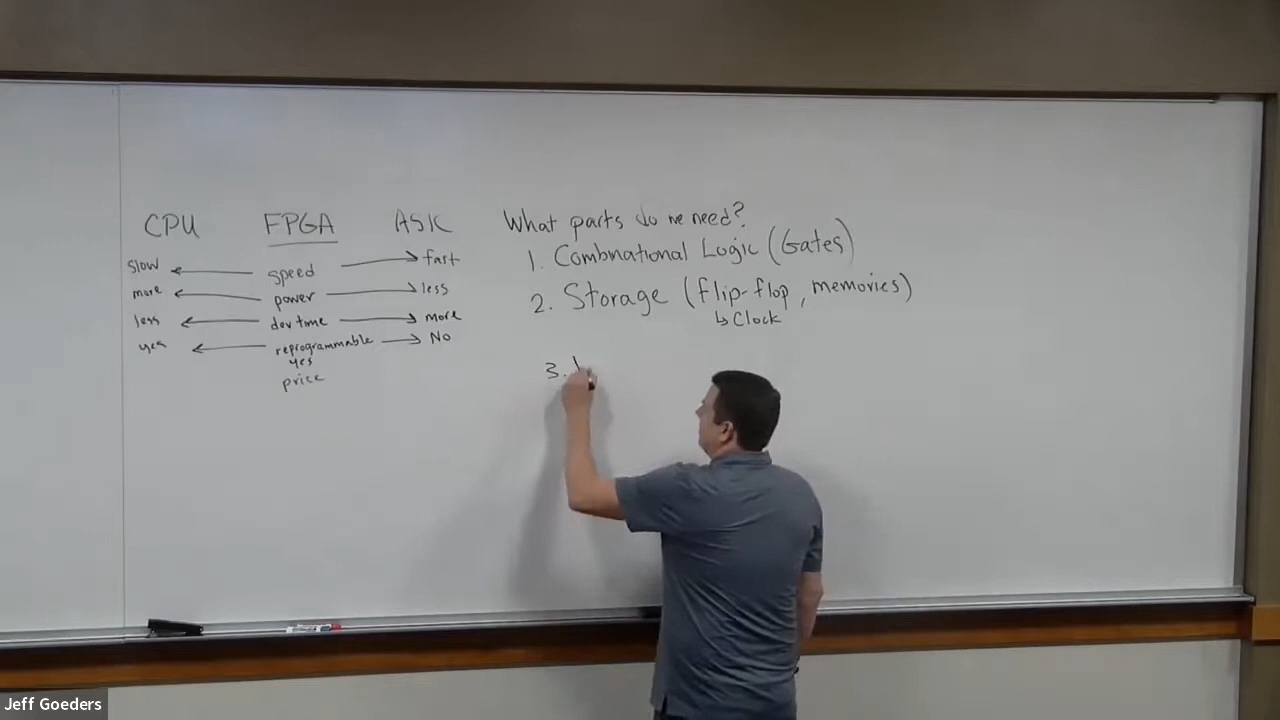 CPU FPGA ASIC
slow speed fast
more power less
less dev time more
yes reprogrammable No
yes
price
What parts do we need?
1. Combnational Logic (Gates)
2. Storage (flip-flop, memories)
↳ Clock
3.
Jeff Goeders